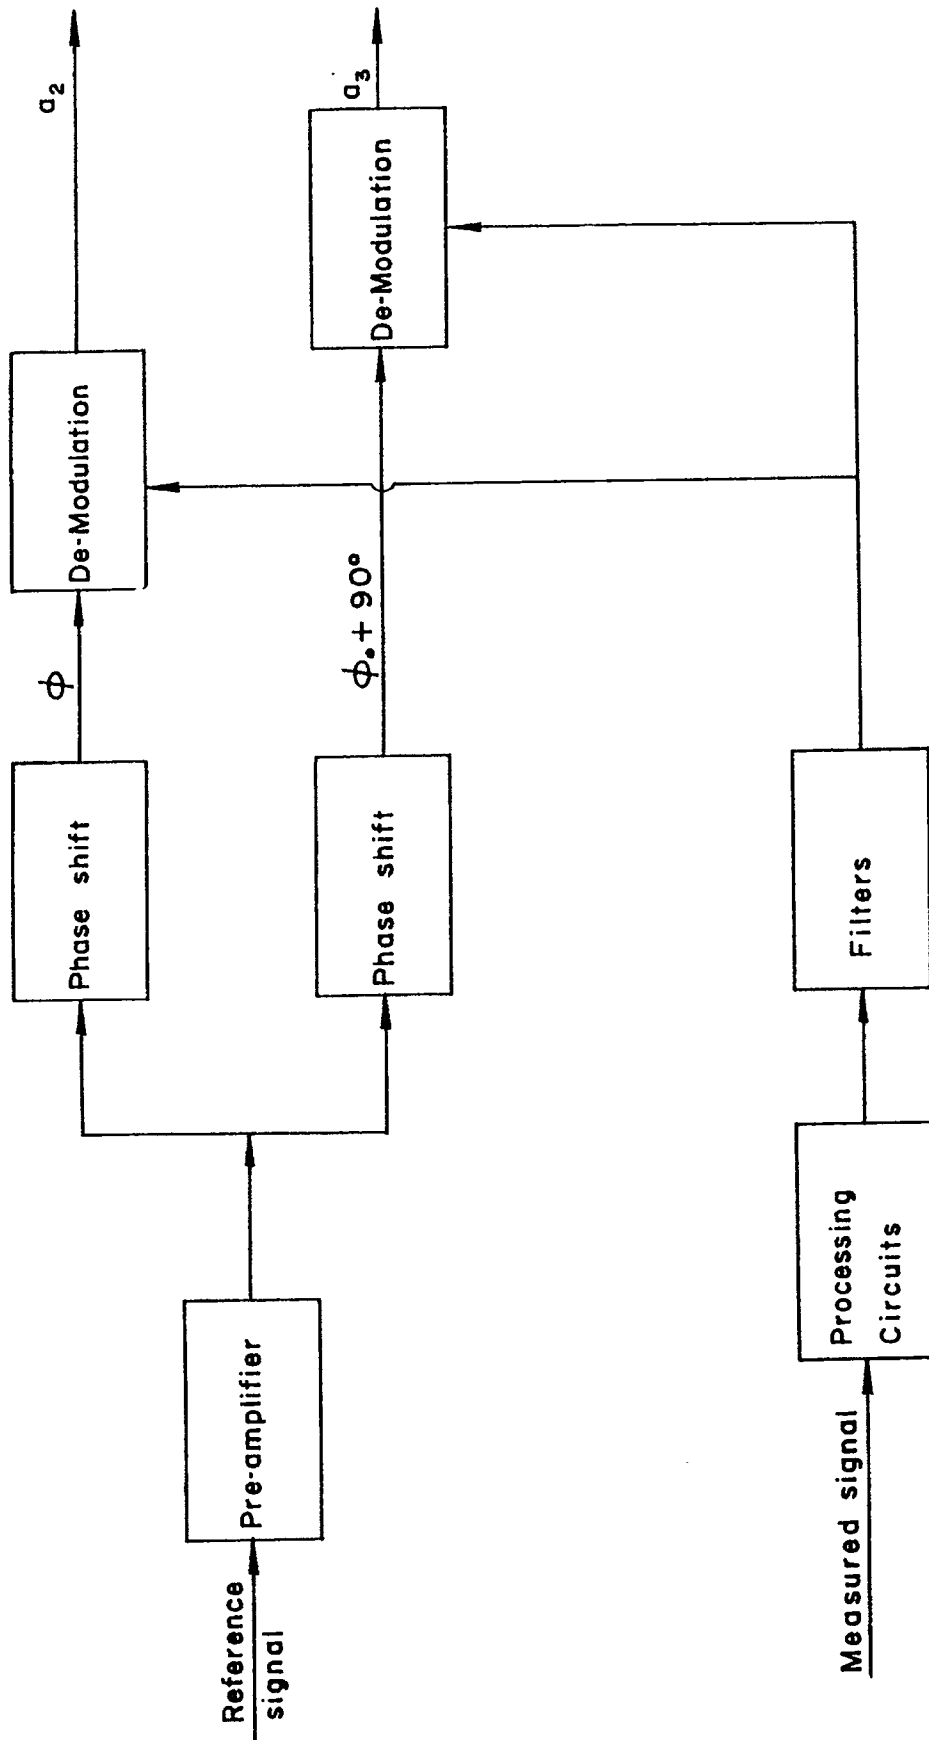 Reference
signal
Pre-amplifier
Phase shift
ϕ
De-Modulation
a₂
Phase shift
ϕ. + 90°
De-Modulation
a₃
Measured signal
Processing
Circuits
Filters